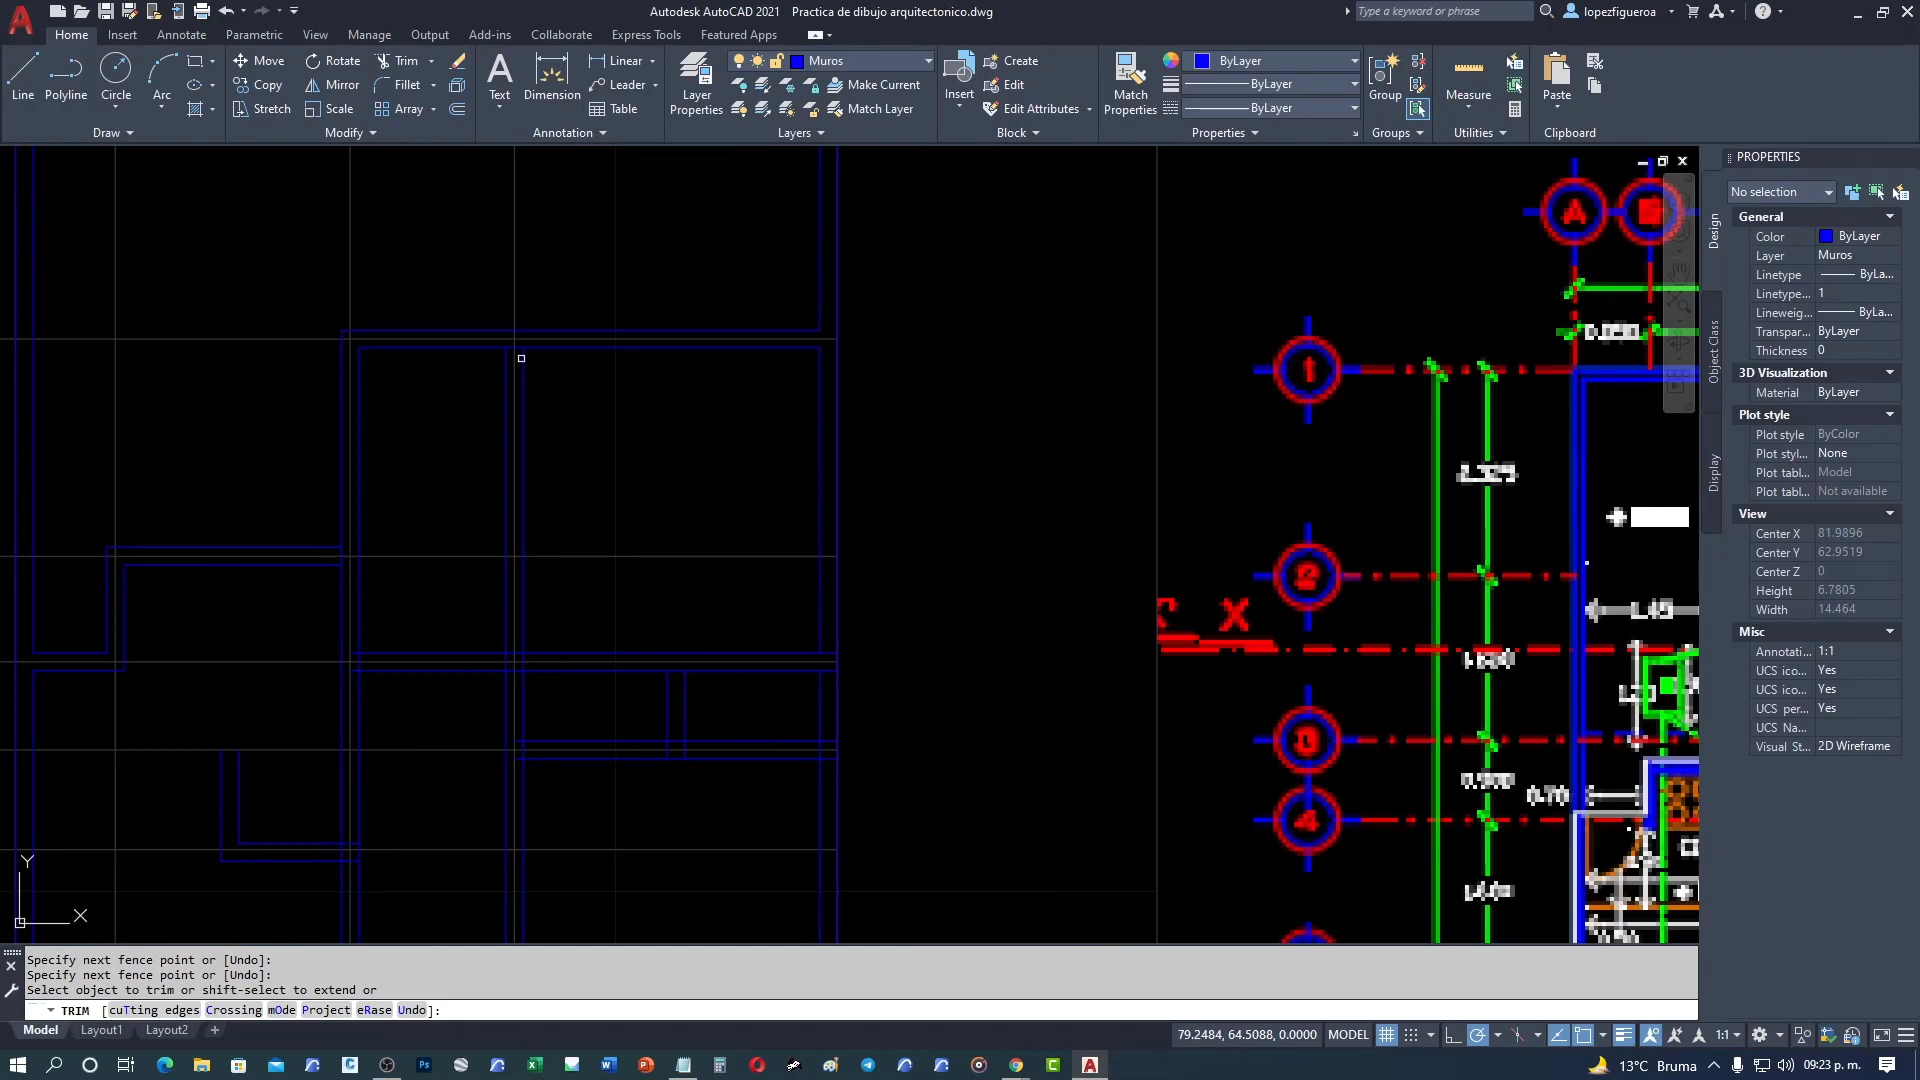 Autodesk AutoCAD 2021 Practica de dibujo arquitectonico.dwg
Type a keyword or phrase
lopezfigueroa
Home Insert Annotate Parametric View Manage Output Add-ins Collaborate Express Tools Featured Apps
Line Polyline Circle Arc
Move Rotate Trim
Copy Mirror Fillet
Stretch Scale Array
Text Dimension
Linear
Leader
Table
Layer Properties
Muros
Make Current
Match Layer
Insert
Create
Edit
Edit Attributes
Match Properties
ByLayer
ByLayer
ByLayer
Group
Measure
Paste
Draw Modify Annotation Layers Block Properties Groups Utilities Clipboard
PROPERTIES
No selection
General
Color ByLayer
Layer Muros
Linetype ByLa...
Linetype... 1
Lineweig... ByLa...
Transpar... ByLayer
Thickness 0
3D Visualization
Material ByLayer
Plot style
Plot style ByColor
Plot styl... None
Plot tabl... Model
Plot tabl... Not available
View
Center X 81.9896
Center Y 62.9519
Center Z 0
Height 6.7805
Width 14.464
Misc
Annotati... 1:1
UCS ico... Yes
UCS ico... Yes
UCS per... Yes
UCS Na...
Visual St... 2D Wireframe
Design
Object Class
Display
A
1
2
X
4
0.70
Y
X
Specify next fence point or [Undo]:
Specify next fence point or [Undo]:
Select object to trim or shift-select to extend or
TRIM [cuTting edges Crossing mOde Project eRase Undo]:
Model Layout1 Layout2 +
79.2484, 64.5088, 0.0000 MODEL 1:1
13°C Bruma 09:23 p. m.